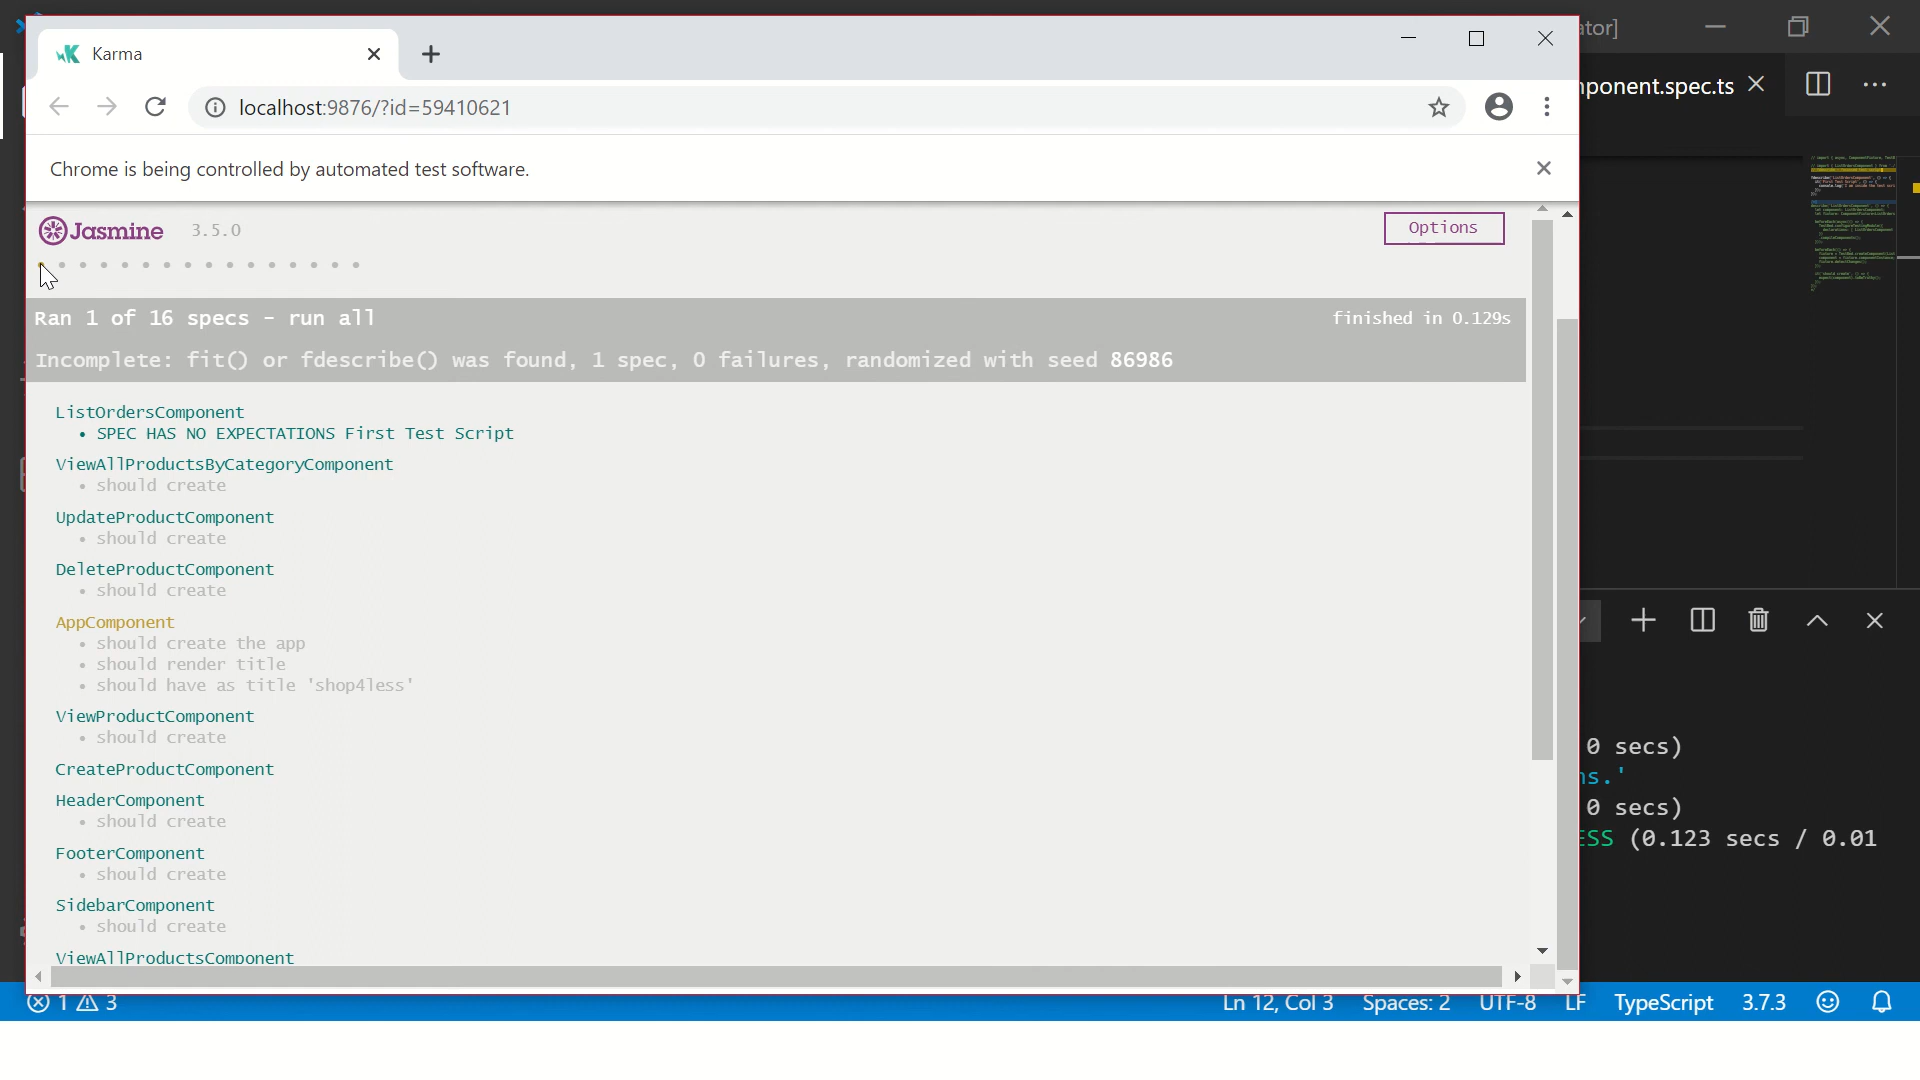 Karma
ator]
localhost:9876/?id=59410621
mponent.spec.ts
Chrome is being controlled by automated test software.
Jasmine 3.5.0
Options
Ran 1 of 16 specs - run all
finished in 0.129s
Incomplete: fit() or fdescribe() was found, 1 spec, 0 failures, randomized with seed 86986
ListOrdersComponent
• SPEC HAS NO EXPECTATIONS First Test Script
ViewAllProductsByCategoryComponent
• should create
UpdateProductComponent
• should create
DeleteProductComponent
• should create
AppComponent
• should create the app
• should render title
• should have as title 'shop4less'
ViewProductComponent
• should create
CreateProductComponent
HeaderComponent
• should create
FooterComponent
• should create
SidebarComponent
• should create
ViewAllProductsComponent
0 secs)
ns.'
0 secs)
ESS (0.123 secs / 0.01
1 3
Ln 12, Col 3 Spaces: 2 UTF-8 LF TypeScript 3.7.3